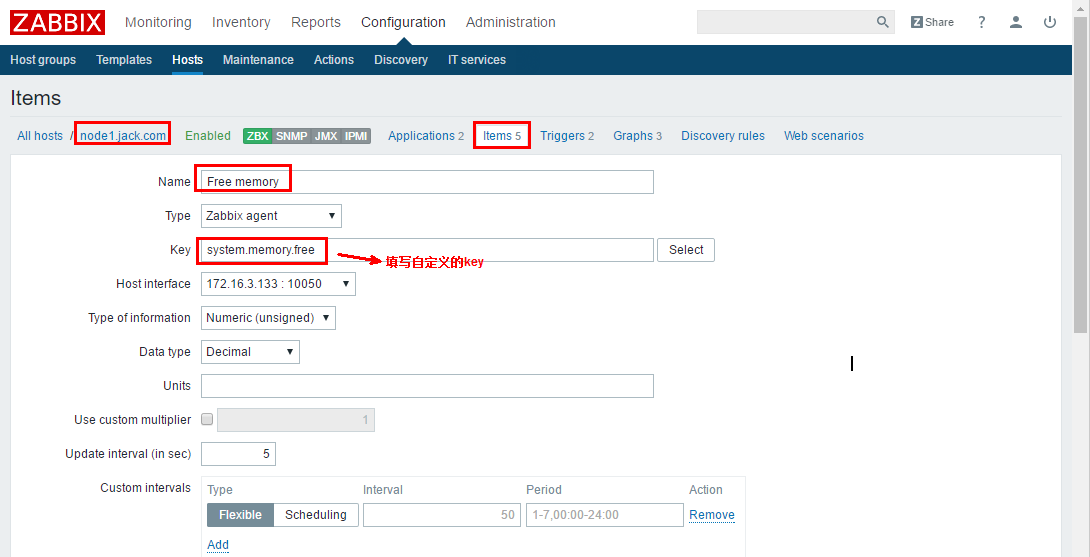 ZABBIX Monitoring Inventory Reports Configuration Administration Z Share ?
Host groups Templates Hosts Maintenance Actions Discovery IT services
Items
All hosts / node1.jack.com Enabled ZBX SNMP JMX IPMI Applications 2 Items 5 Triggers 2 Graphs 3 Discovery rules Web scenarios
Name Free memory
Type Zabbix agent
Key system.memory.free Select
填写自定义的key
Host interface 172.16.3.133 : 10050
Type of information Numeric (unsigned)
Data type Decimal
Units
Use custom multiplier 1
Update interval (in sec) 5
Custom intervals Type Interval Period Action
Flexible Scheduling 50 1-7,00:00-24:00 Remove
Add